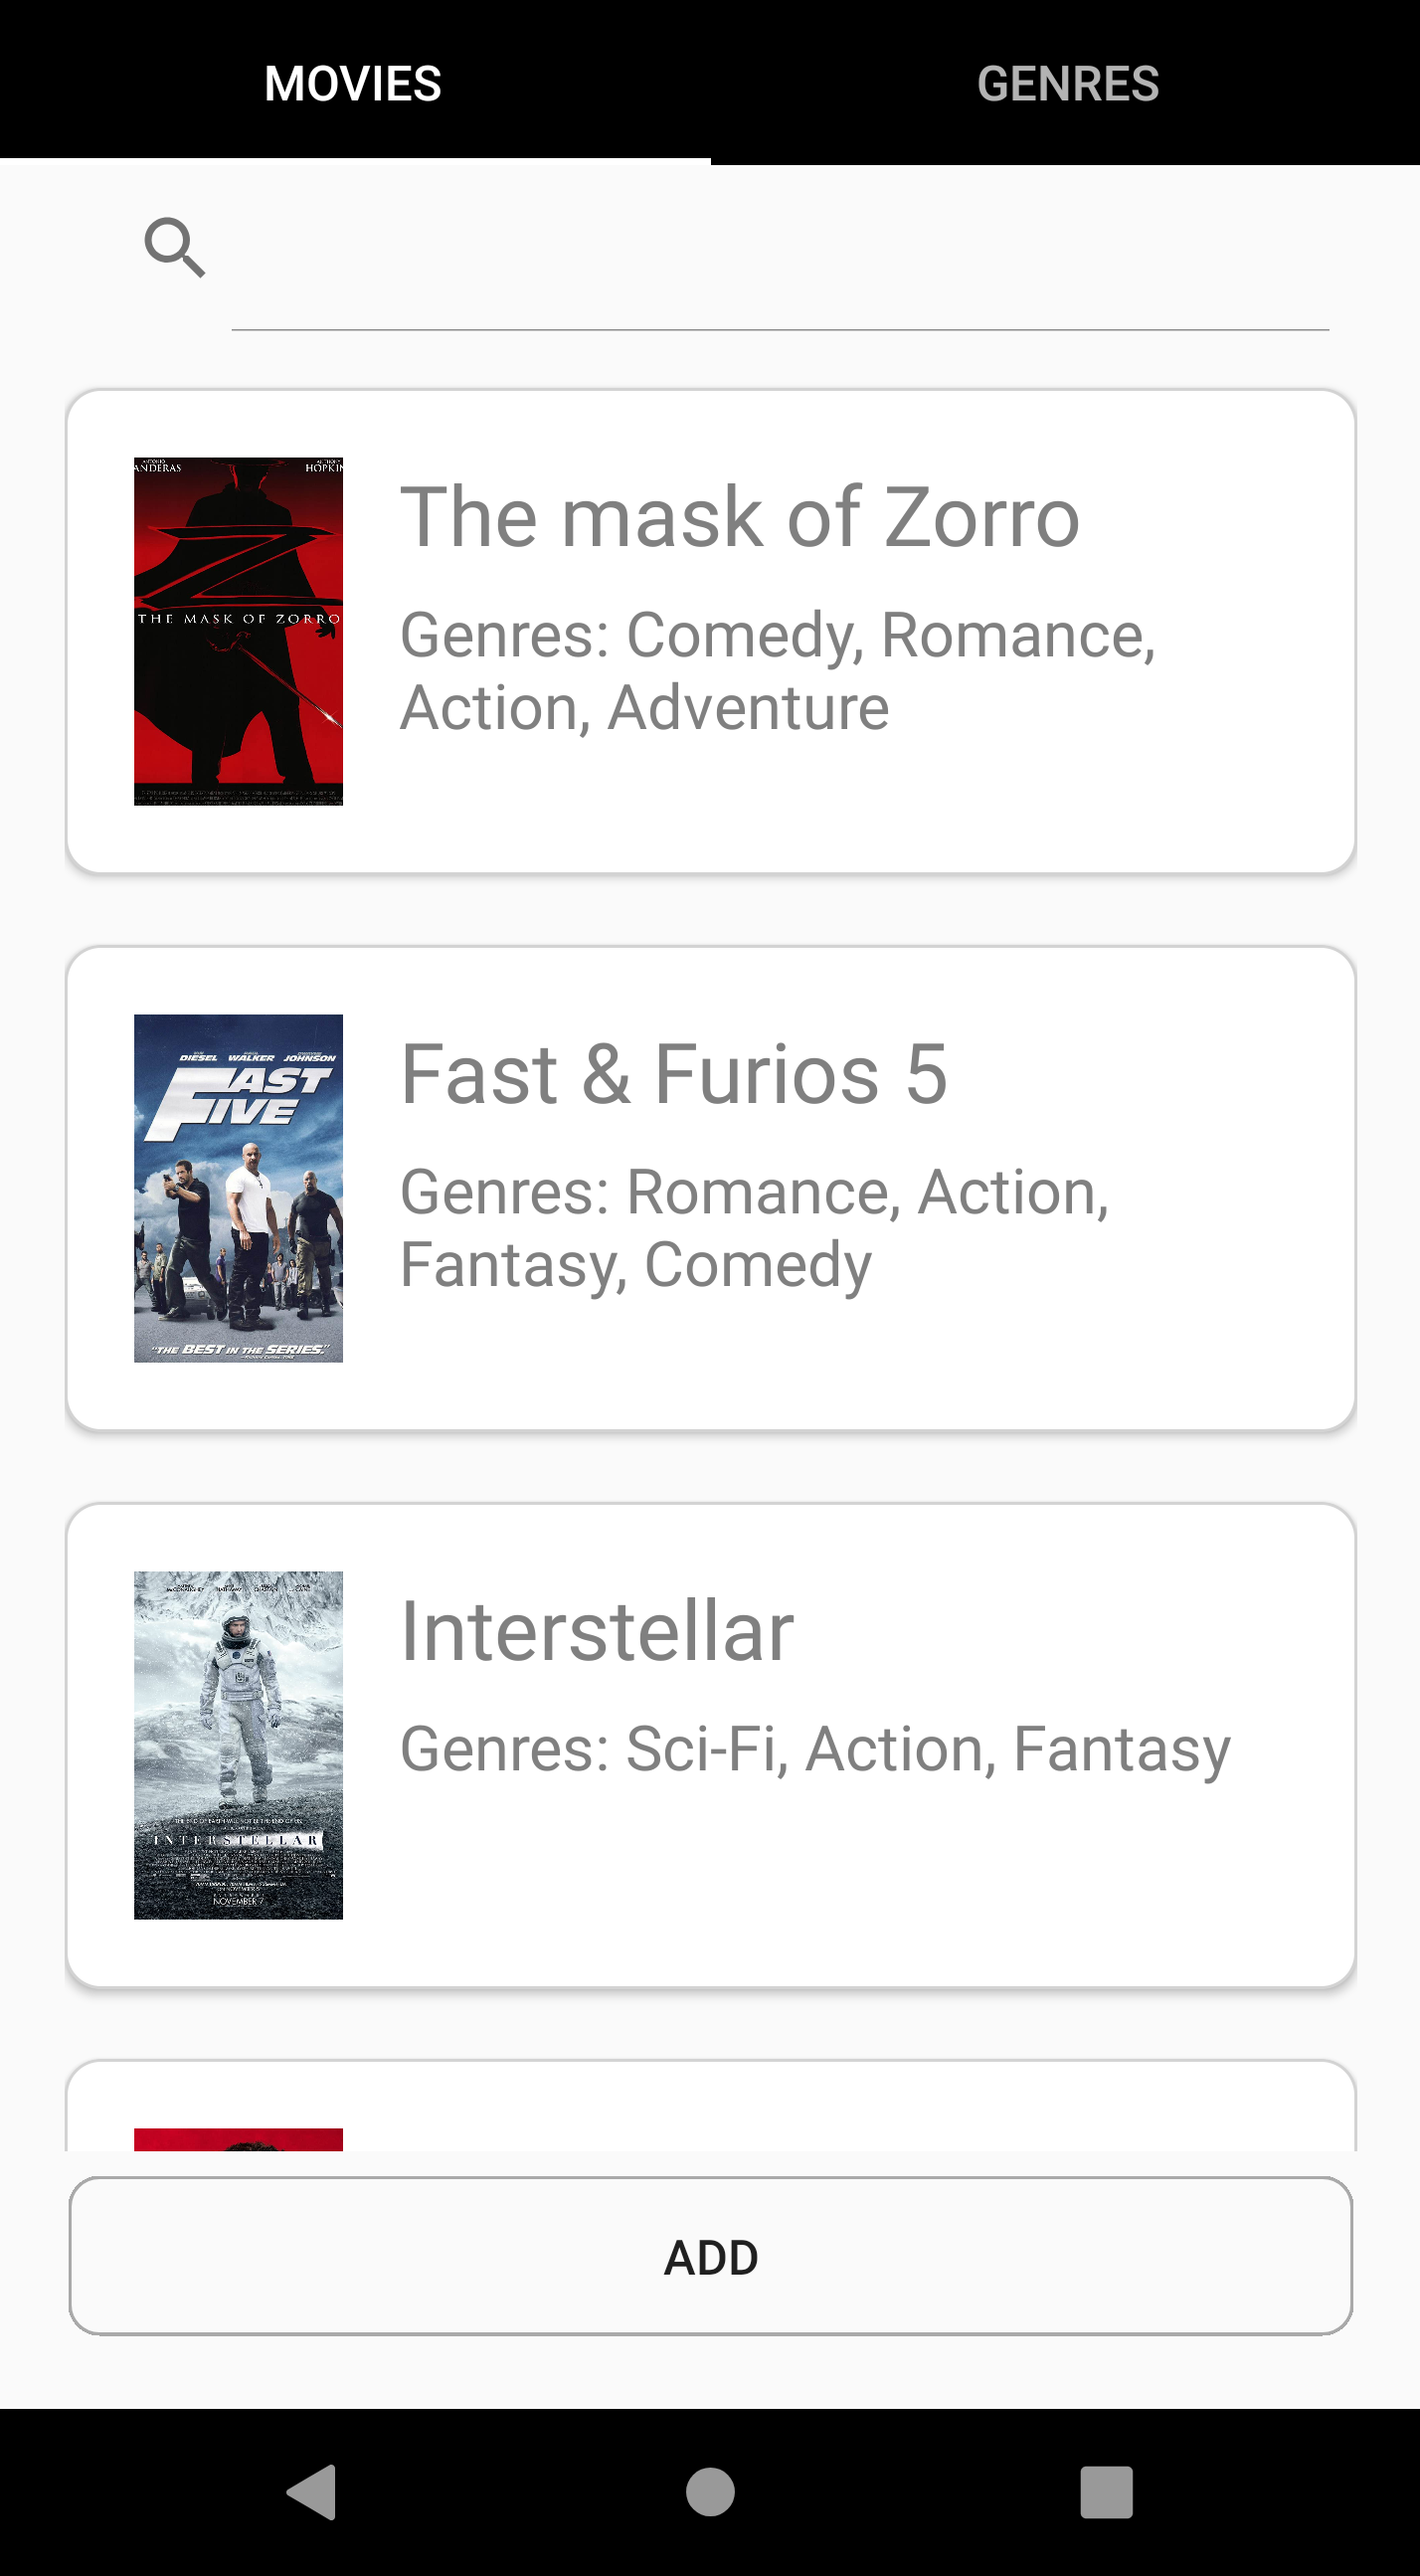 MOVIES
GENRES
ANDERAS
HOPKIN
THE MASK OF ZORRO
The mask of Zorro
Genres: Comedy, Romance,
Action, Adventure
DIESEL WALKER JOHNSON
FAST
FIVE
"THE BEST IN THE SERIES."
Fast & Furios 5
Genres: Romance, Action,
Fantasy, Comedy
INTERSTELLAR
NOVEMBER 7
Interstellar
Genres: Sci-Fi, Action, Fantasy
ADD